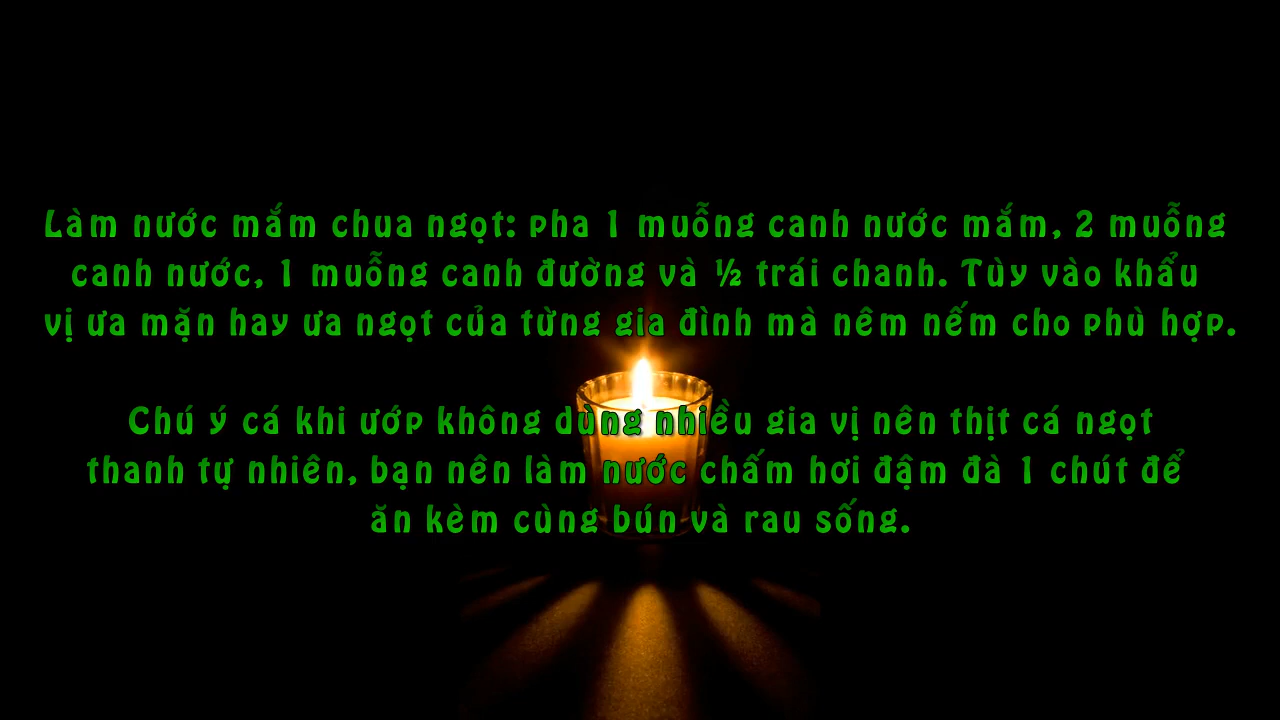 Làm nước mắm chua ngọt: pha 1 muỗng canh nước mắm, 2 muỗng
canh nước, 1 muỗng canh đường và ½ trái chanh. Tùy vào khẩu
vị ưa mặn hay ưa ngọt của từng gia đình mà nêm nếm cho phù hợp.
Chú ý cá khi ướp không dùng nhiều gia vị nên thịt cá ngọt
thanh tự nhiên, bạn nên làm nước chấm hơi đậm đà 1 chút để
ăn kèm cùng bún và rau sống.